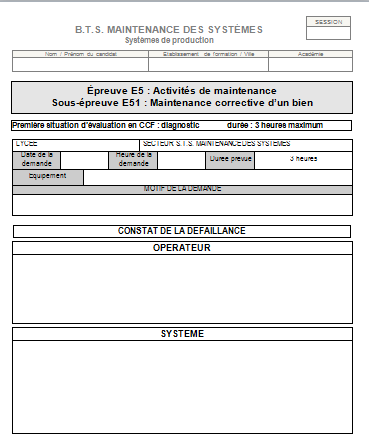 SESSION
B.T.S. MAINTENANCE DES SYSTÈMES
Systèmes de production
Nom / Prénom du candidat Etablissement de formation / Ville Académie
Épreuve E5 : Activités de maintenance
Sous-épreuve E51 : Maintenance corrective d'un bien
Première situation d'évaluation en CCF : diagnostic durée : 3 heures maximum
LYCEE SECTEUR S.T.S. MAINTENANCE DES SYSTEMES
Date de la demande Heure de la demande Durée prévue 3 heures
Equipement
MOTIF DE LA DEMANDE
CONSTAT DE LA DEFAILLANCE
OPERATEUR
SYSTEME